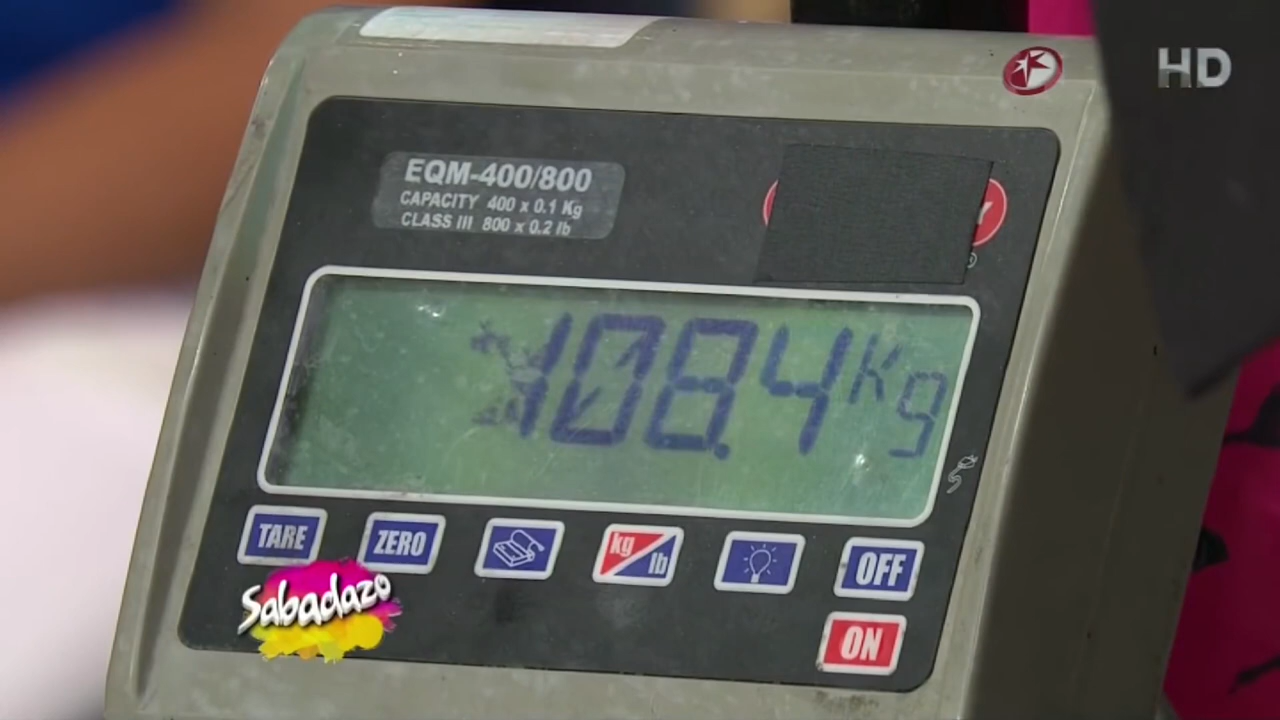 HD
EQM-400/800
CAPACITY 400 x 0.1 Kg
CLASS III 800 x 0.2 lb
108.4 Kg
TARE
ZERO
kg
lb
OFF
ON
Sabadazo